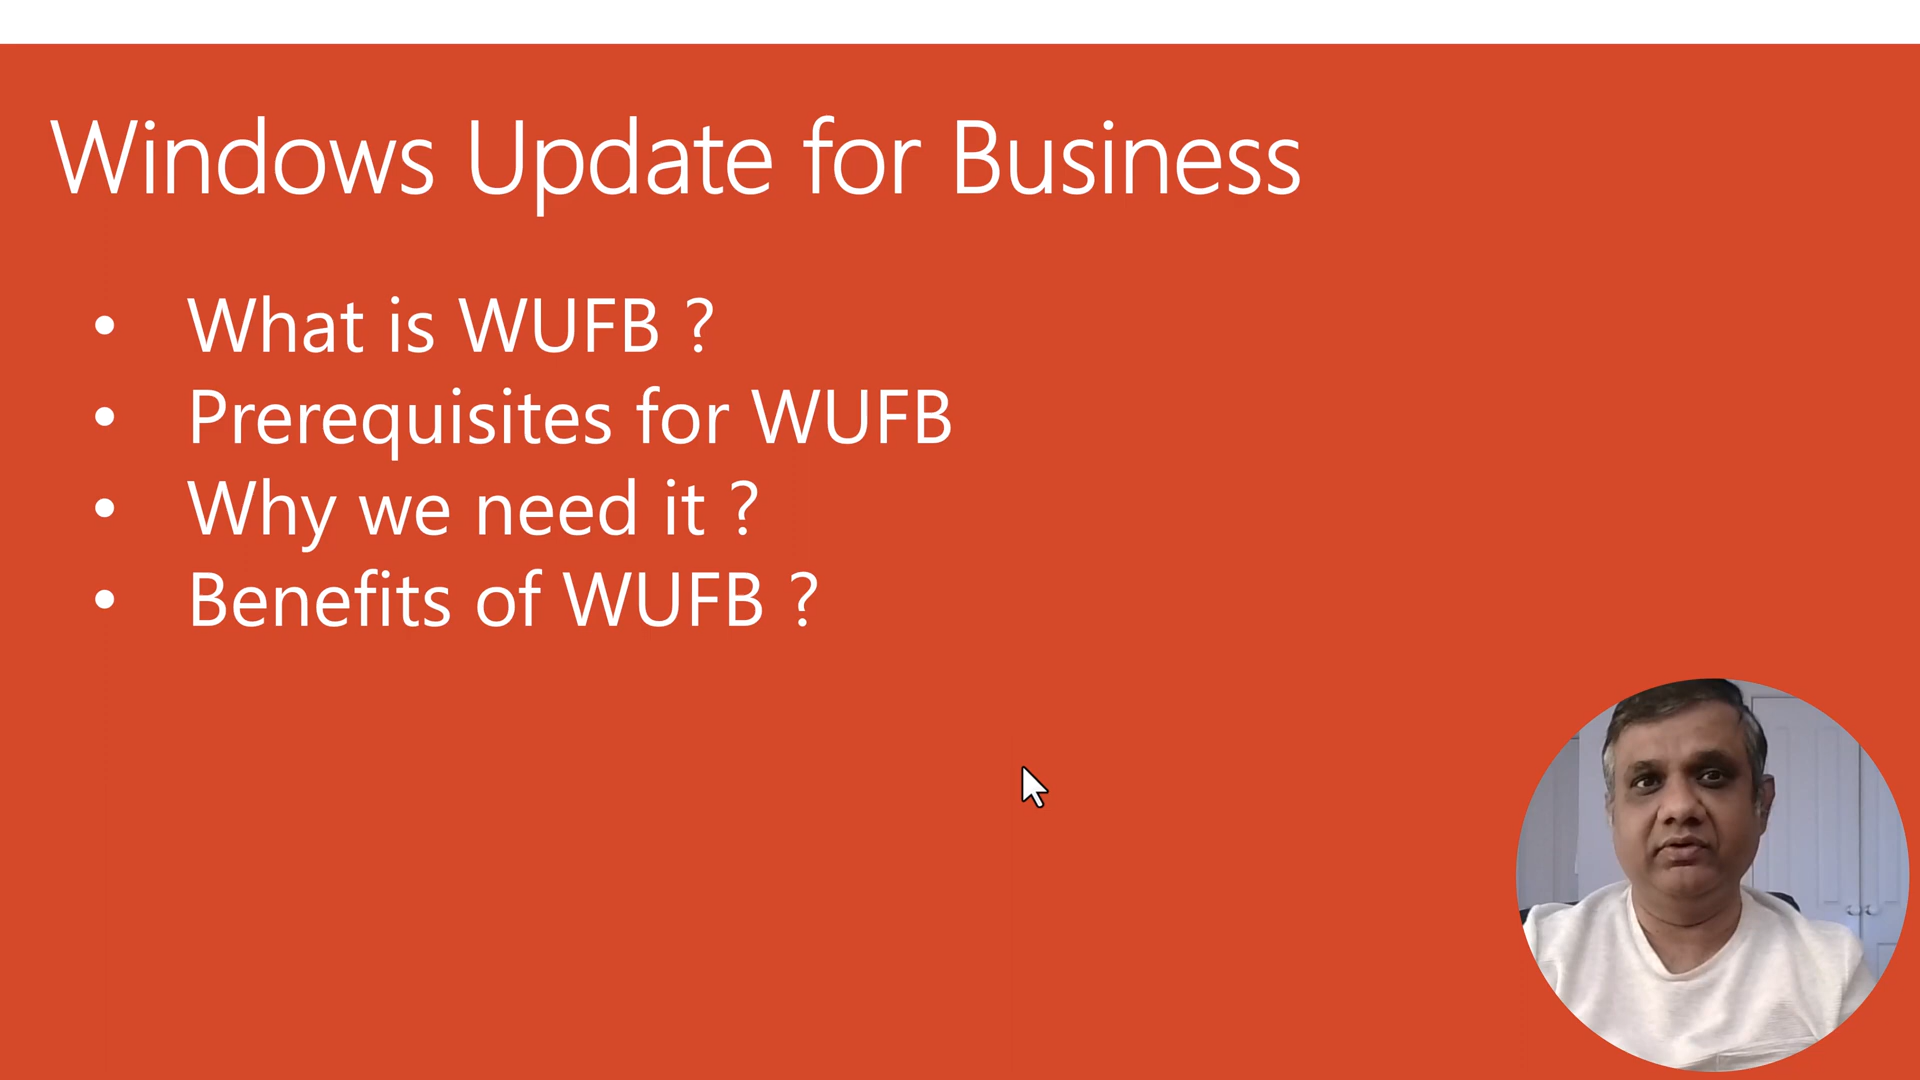 Windows Update for Business
• What is WUFB ?
• Prerequisites for WUFB
• Why we need it ?
• Benefits of WUFB ?